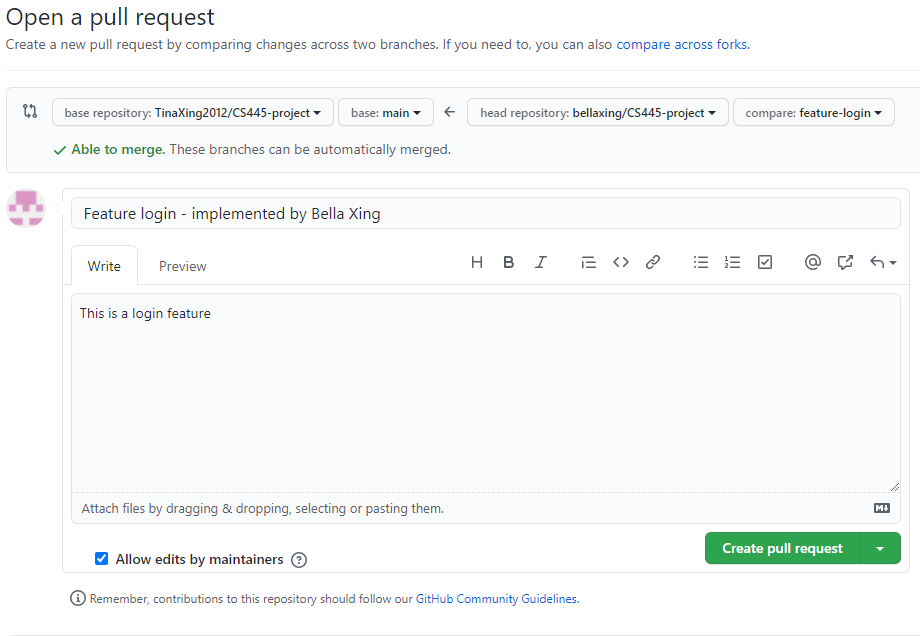 Open a pull request
Create a new pull request by comparing changes across two branches. If you need to, you can also compare across forks.
base repository: TinaXing2012/CS445-project base: main ← head repository: bellaxing/CS445-project compare: feature-login
Able to merge. These branches can be automatically merged.
Feature login - implemented by Bella Xing
Write Preview H B I
This is a login feature
Attach files by dragging & dropping, selecting or pasting them.
Allow edits by maintainers
Create pull request
Remember, contributions to this repository should follow our GitHub Community Guidelines.